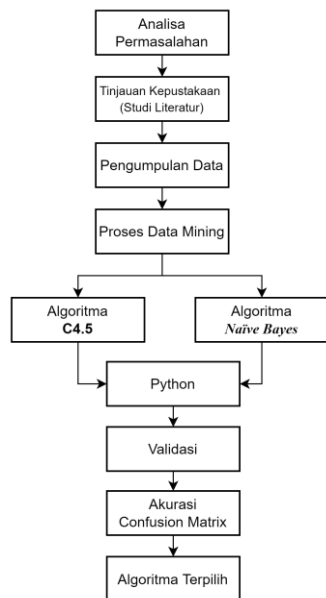 Analisa
Permasalahan
Tinjauan Kepustakaan
(Studi Literatur)
Pengumpulan Data
Proses Data Mining
Algoritma
C4.5
Algoritma
Naïve Bayes
Python
Validasi
Akurasi
Confusion Matrix
Algoritma Terpilih